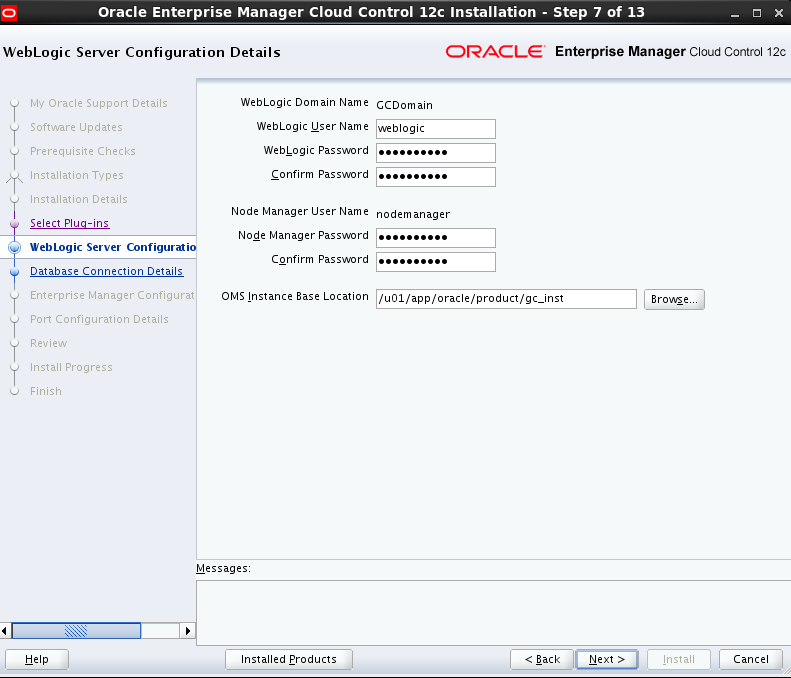 Oracle Enterprise Manager Cloud Control 12c Installation - Step 7 of 13
WebLogic Server Configuration Details
ORACLE Enterprise Manager Cloud Control 12c
My Oracle Support Details
Software Updates
Prerequisite Checks
Installation Types
Installation Details
Select Plug-ins
WebLogic Server Configuratio
Database Connection Details
Enterprise Manager Configurat
Port Configuration Details
Review
Install Progress
Finish
WebLogic Domain Name GCDomain
WebLogic User Name weblogic
WebLogic Password ●●●●●●●●●●
Confirm Password ●●●●●●●●●●
Node Manager User Name nodemanager
Node Manager Password ●●●●●●●●●●
Confirm Password ●●●●●●●●●●
OMS Instance Base Location /u01/app/oracle/product/gc_inst Browse...
Messages:
Help Installed Products < Back Next > Install Cancel